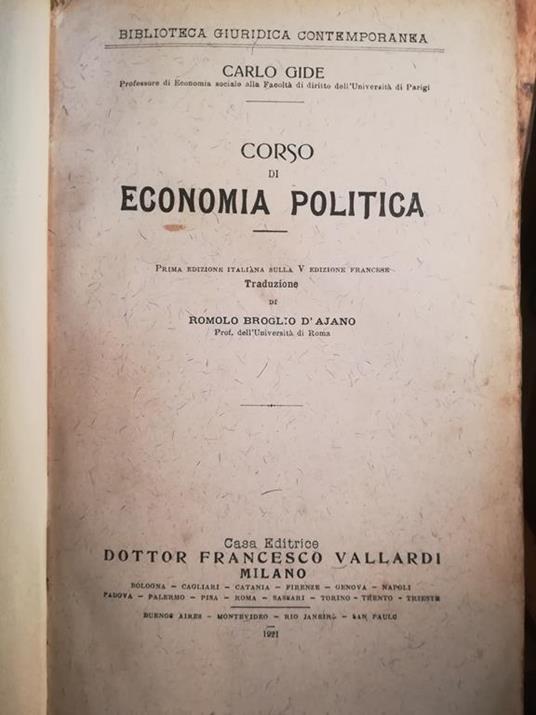 BIBLIOTECA GIURIDICA CONTEMPORANEA
CARLO GIDE
Professore di Economia sociale alla Facoltà di diritto dell'Università di Parigi
CORSO
DI
ECONOMIA POLITICA
PRIMA EDIZIONE ITALIANA SULLA V EDIZIONE FRANCESE
Traduzione
DI
ROMOLO BROGLIO D'AJANO
Prof. dell'Università di Roma
Casa Editrice
DOTTOR FRANCESCO VALLARDI
MILANO
BOLOGNA — CAGLIARI — CATANIA — FIRENZE — GENOVA — NAPOLI
PADOVA — PALERMO — PISA — ROMA — SASSARI — TORINO — TRENTO — TRIESTE
BUENOS AIRES — MONTEVIDEO — RIO JANEIRO — SAN PAULO
1921